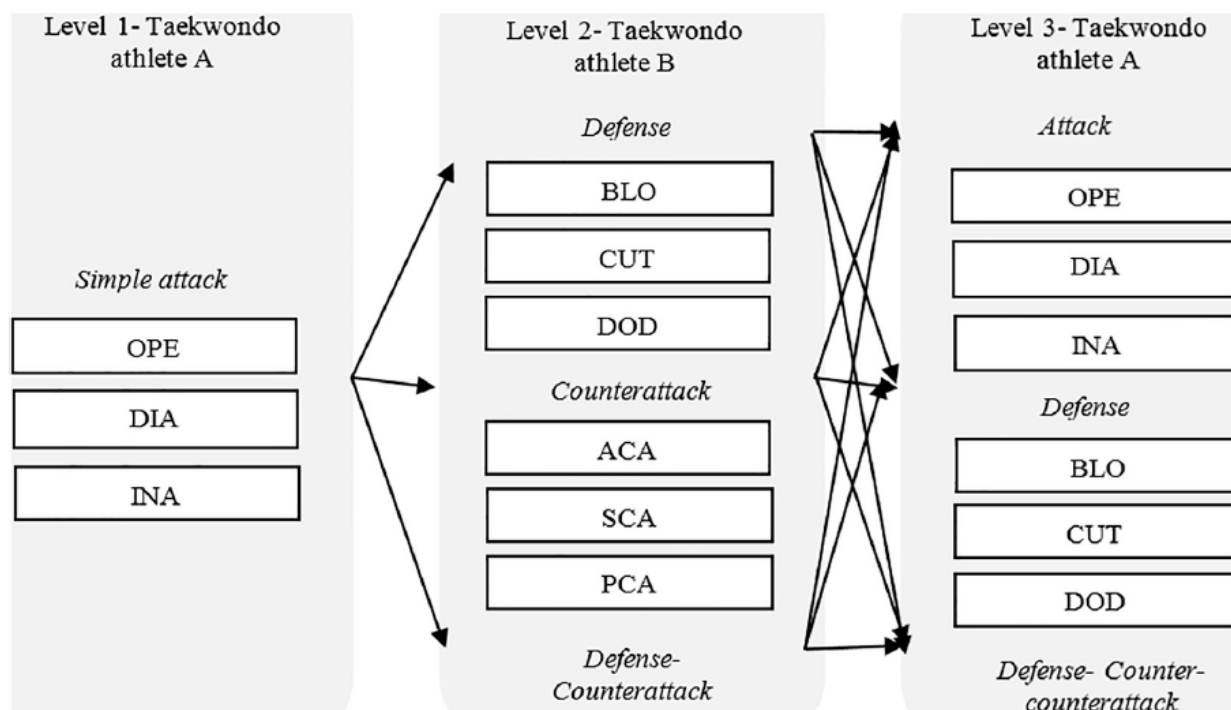 Level 1- Taekwondo
athlete A
Simple attack
OPE
DIA
INA
Level 2- Taekwondo
athlete B
Defense
BLO
CUT
DOD
Counterattack
ACA
SCA
PCA
Defense-
Counterattack
Level 3- Taekwondo
athlete A
Attack
OPE
DIA
INA
Defense
BLO
CUT
DOD
Defense- Counter-
counterattack